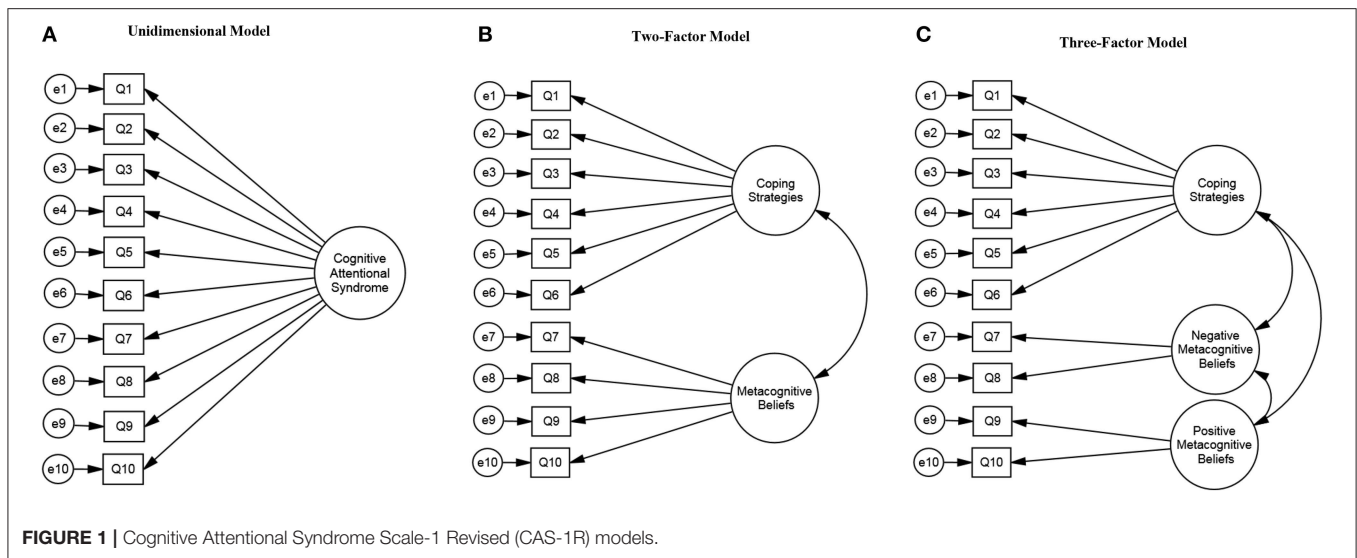 A
Unidimensional Model
e1
Q1
e2
Q2
e3
Q3
e4
Q4
e5
Q5
e6
Q6
e7
Q7
e8
Q8
e9
Q9
e10
Q10
Cognitive
Attentional
Syndrome
B
Two-Factor Model
e1
Q1
e2
Q2
e3
Q3
e4
Q4
e5
Q5
e6
Q6
e7
Q7
e8
Q8
e9
Q9
e10
Q10
Coping
Strategies
Metacognitive
Beliefs
C
Three-Factor Model
e1
Q1
e2
Q2
e3
Q3
e4
Q4
e5
Q5
e6
Q6
e7
Q7
e8
Q8
e9
Q9
e10
Q10
Coping
Strategies
Negative
Metacognitive
Beliefs
Positive
Metacognitive
Beliefs
FIGURE 1 | Cognitive Attentional Syndrome Scale-1 Revised (CAS-1R) models.